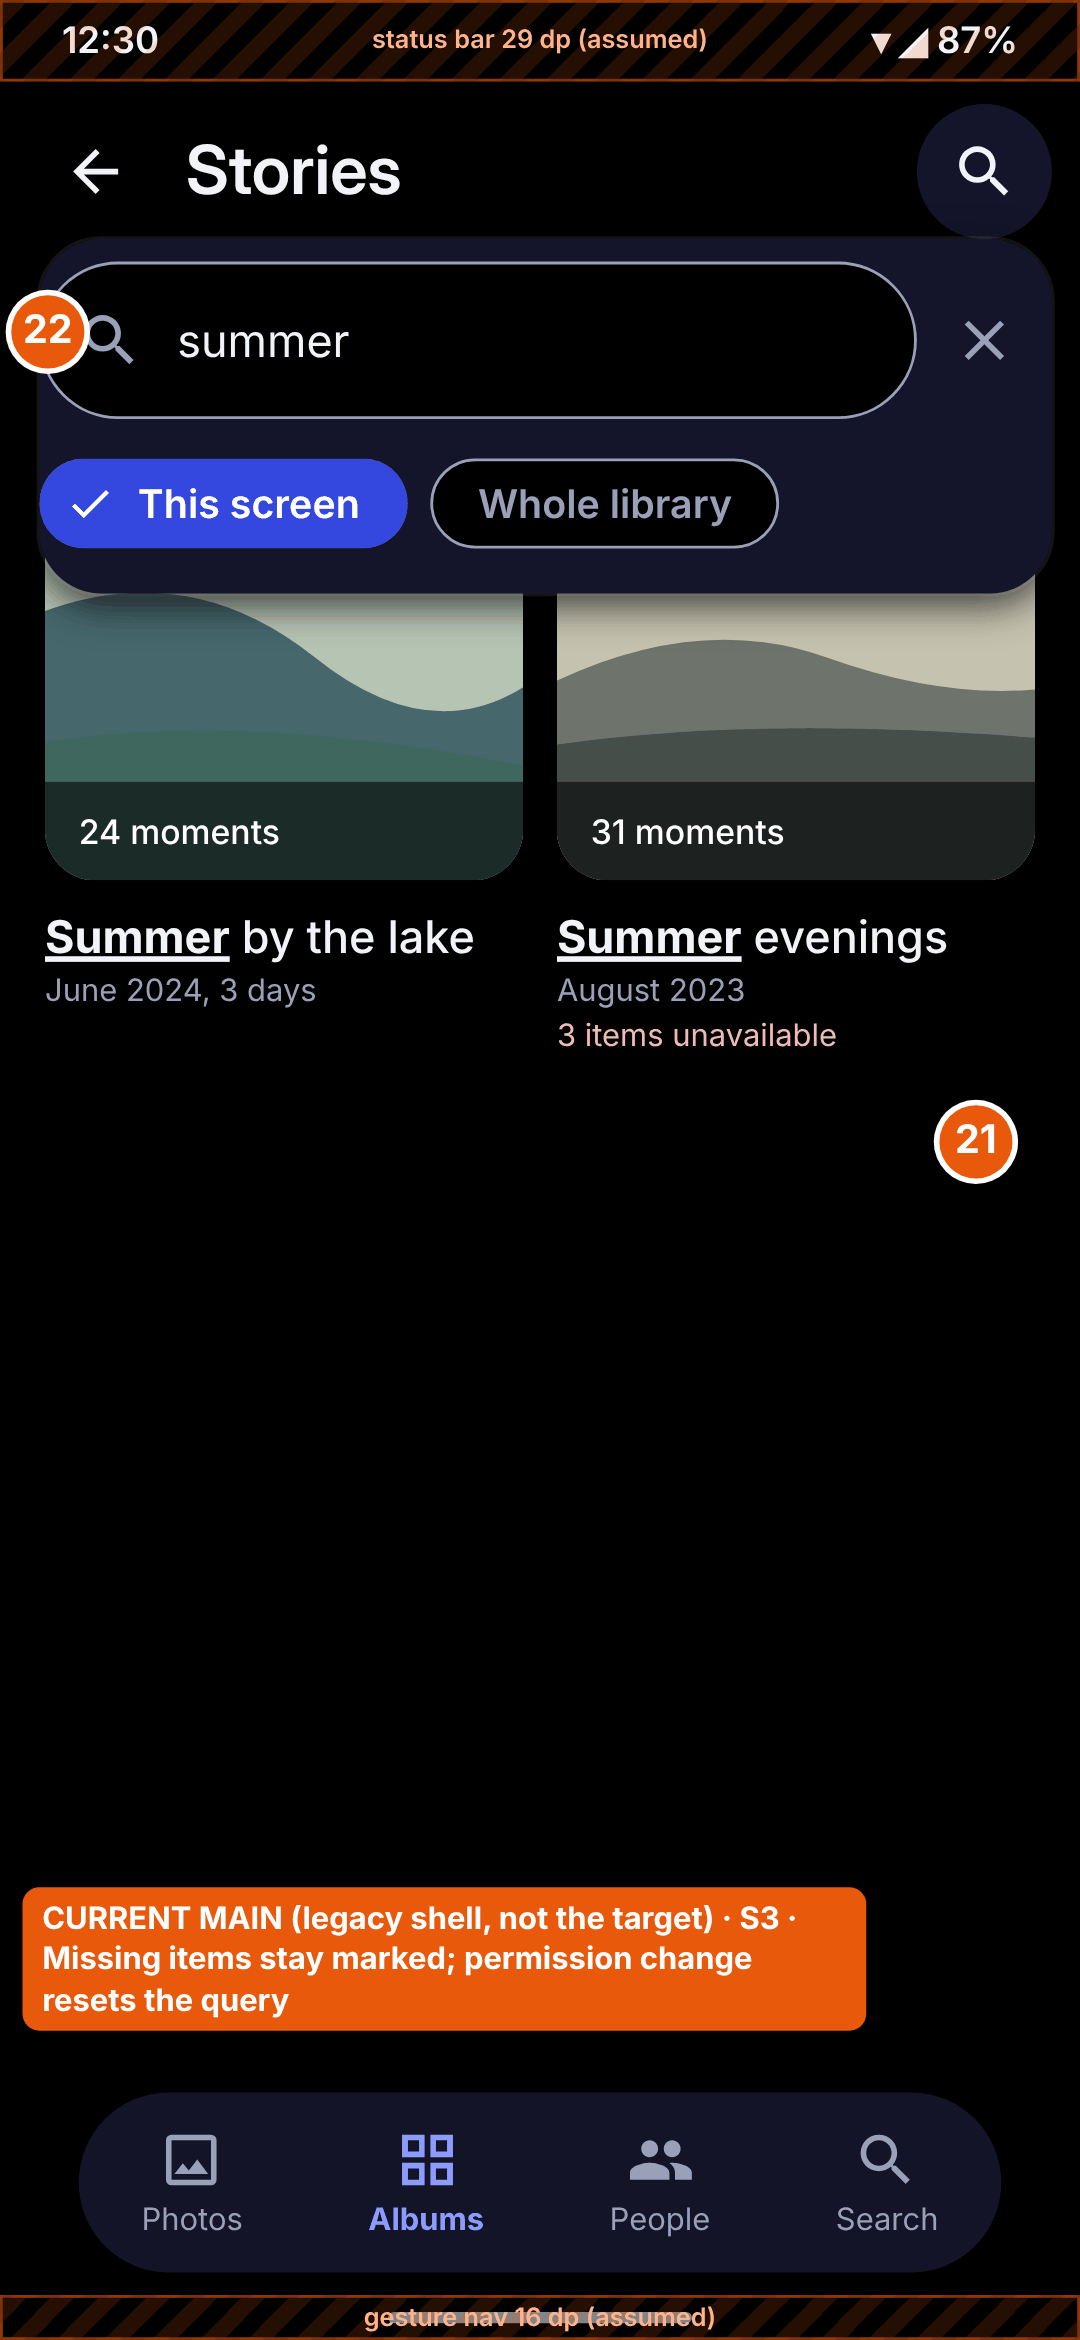 12:30
status bar 29 dp (assumed)
87%
Stories
22
summer
This screen
Whole library
24 moments
31 moments
Summer by the lake
Summer evenings
June 2024, 3 days
August 2023
3 items unavailable
21
CURRENT MAIN (legacy shell, not the target) · S3 ·
Missing items stay marked; permission change
resets the query
Photos
Albums
People
Search
gesture nav 16 dp (assumed)